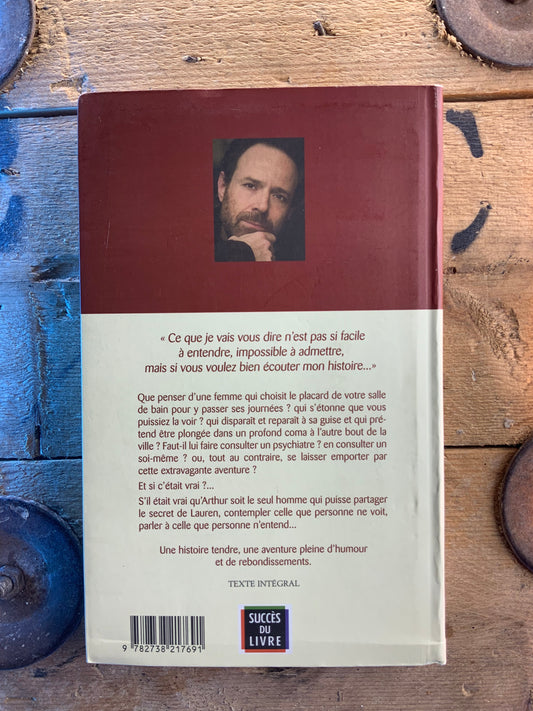 « Ce que je vais vous dire n'est pas si facile
à entendre, impossible à admettre,
mais si vous voulez bien écouter mon histoire...»
Que penser d'une femme qui choisit le placard de votre salle
de bain pour y passer ses journées ? qui s'étonne que vous
puissiez la voir ? qui disparaît et reparaît à sa guise et qui pré-
tend être plongée dans un profond coma à l'autre bout de la
ville ? Faut-il lui faire consulter un psychiatre ? en consulter un
soi-même ? ou, tout au contraire, se laisser emporter par
cette extravagante aventure ?
Et si c'était vrai ?...
S'il était vrai qu'Arthur soit le seul homme qui puisse partager
le secret de Lauren, contempler celle que personne ne voit,
parler à celle que personne n'entend...
Une histoire tendre, une aventure pleine d'humour
et de rebondissements.
TEXTE INTÉGRAL
9 782738 217691
SUCCÈS
DU
LIVRE